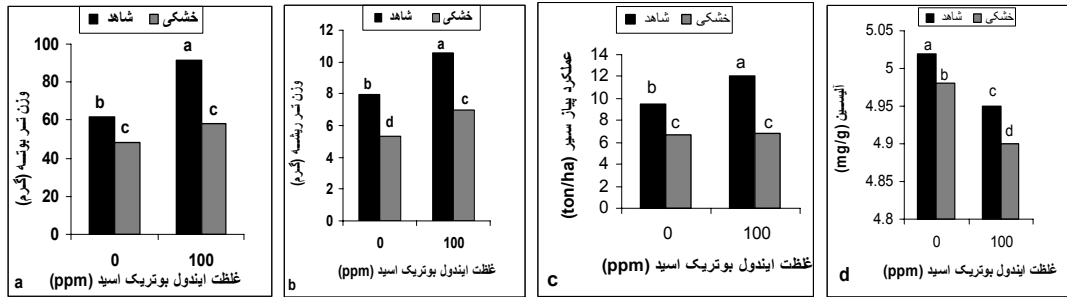 شاهد خشکی
وزن تر بوته (گرم)
100
80
60
40
20
0
b
c
a
c
0 100
غلظت ایندول بوتریک اسید (ppm)
a
شاهد خشکی
وزن تر ریشه (گرم)
12
10
8
6
4
2
0
b
d
a
c
0 100
غلظت ایندول بوتریک اسید (ppm)
b
شاهد خشکی
عملکرد پیاز سیر (ton/ha)
14
12
10
8
6
4
2
0
b
c
a
c
0 100
غلظت ایندول بوتریک اسید (ppm)
c
شاهد خشکی
آلیسین (mg/g)
5.05
5
4.95
4.9
4.85
4.8
a
b
c
d
0 100
غلظت ایندول بوتریک اسید (ppm)
d